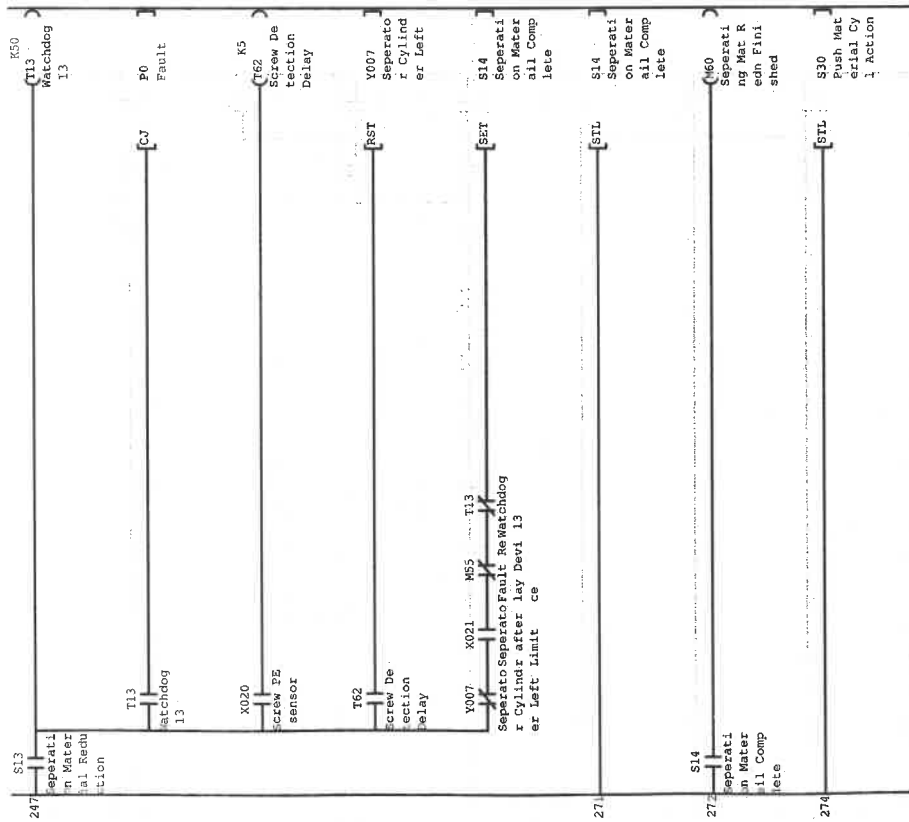 247
S13
Seperati
on Mater
ial Redu
ction
K50
T13
Watchdog
13
T13
Watchdog
13
CJ
P0
Fault
X020
Screw PE
sensor
K5
T62
Screw De
tection
Delay
T62
Screw De
tection
Delay
RST
Y007
Seperato
r Cylind
er Left
Y007 X021 M55 T13
Seperato Seperato Fault Re Watchdog
r Cylind r after lay Devi 13
er Left Limit ce
SET
S14
Seperati
on Mater
ail Comp
lete
271
STL
S14
Seperati
on Mater
ail Comp
lete
272
S14
Seperati
on Mater
ail Comp
lete
M60
Seperati
ng Mat R
edn Fini
shed
274
STL
S30
Push Mat
erial Cy
l Action